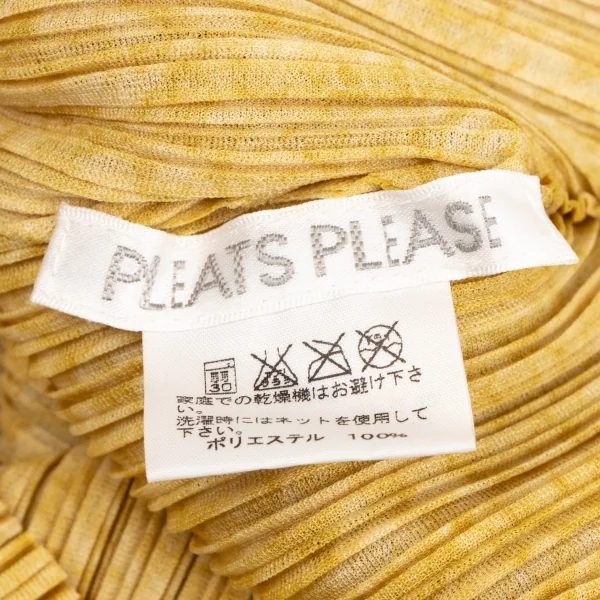 PLEATS PLEASE
30
家庭での乾燥機はお避け下さ
い。
洗濯時にはネットを使用して
下さい。
ポリエステル 100%